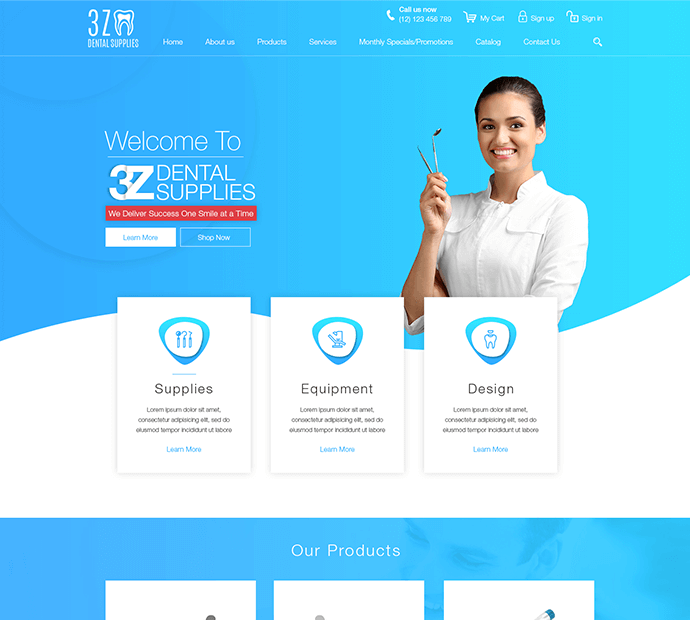 3Z
DENTAL SUPPLIES
Call us now
(12) 123 456 789
My Cart
Sign up
Sign in
Home
About us
Products
Services
Monthly Specials/Promotions
Catalog
Contact Us
Welcome To
3Z DENTAL
SUPPLIES
We Deliver Success One Smile at a Time
Learn More
Shop Now
Supplies
Lorem ipsum dolor sit amet,
consectetur adipisicing elit, sed do
eiusmod tempor incididunt ut labore
Learn More
Equipment
Lorem ipsum dolor sit amet,
consectetur adipisicing elit, sed do
eiusmod tempor incididunt ut labore
Learn More
Design
Lorem ipsum dolor sit amet,
consectetur adipisicing elit, sed do
eiusmod tempor incididunt ut labore
Learn More
Our Products